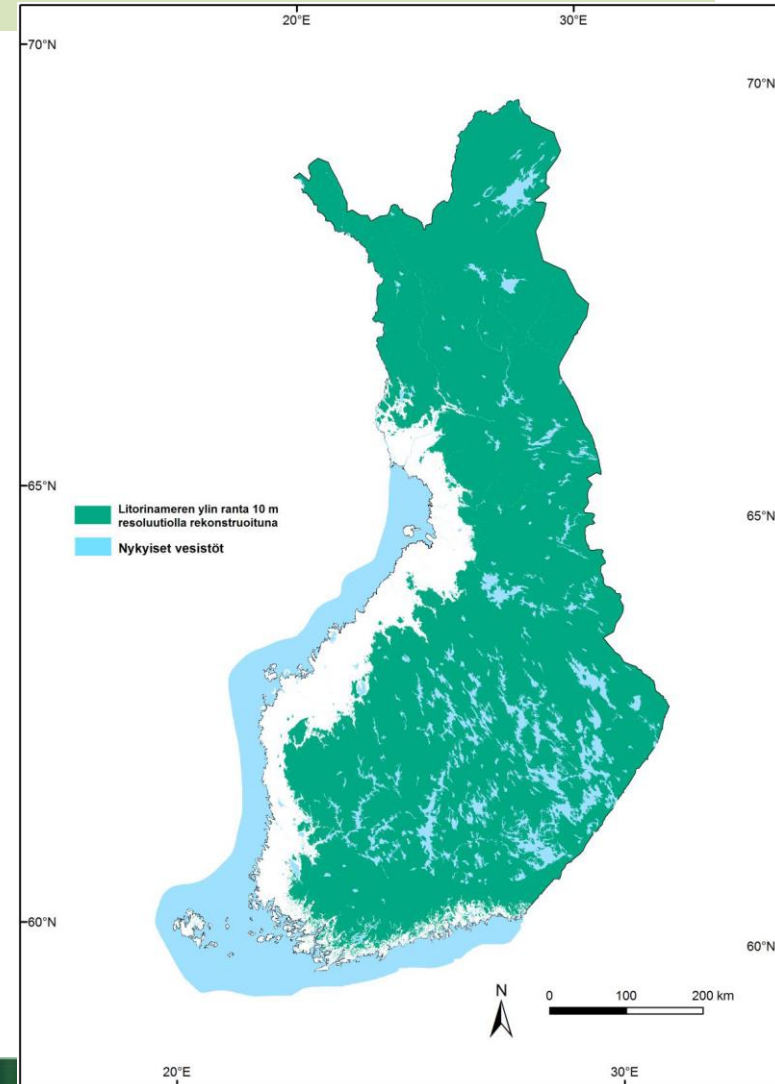 20°E
30°E
70°N
70°N
65°N
65°N
Litorinameren ylin ranta 10 m
resoluutiolla rekonstruoituna
Nykyiset vesistöt
60°N
60°N
N
0 100 200 km
20°E
30°E